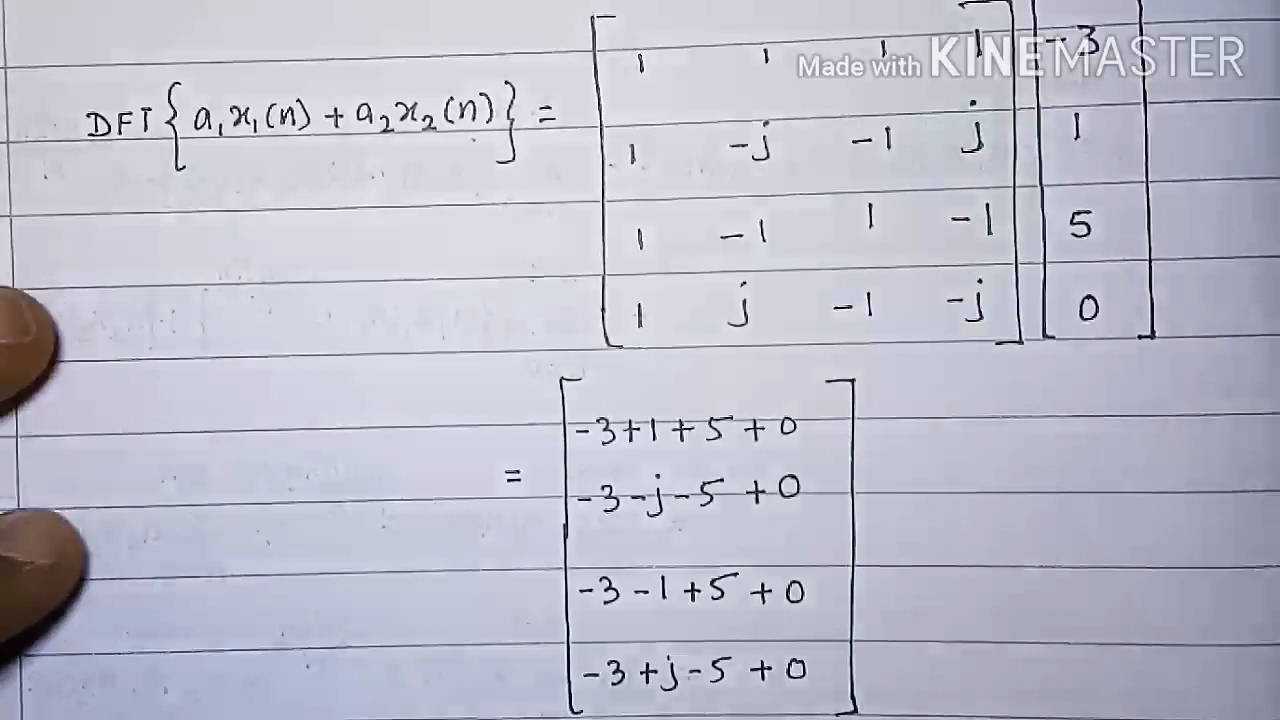 Made with KINEMASTER
1 1 1 1 -3
DFT{a₁x₁(n) + a₂x₂(n)} =
1 -j -1 j 1
1 -1 1 -1 5
1 j -1 -j 0
-3+1+5+0
=
-3-j-5+0
-3-1+5+0
-3+j-5+0